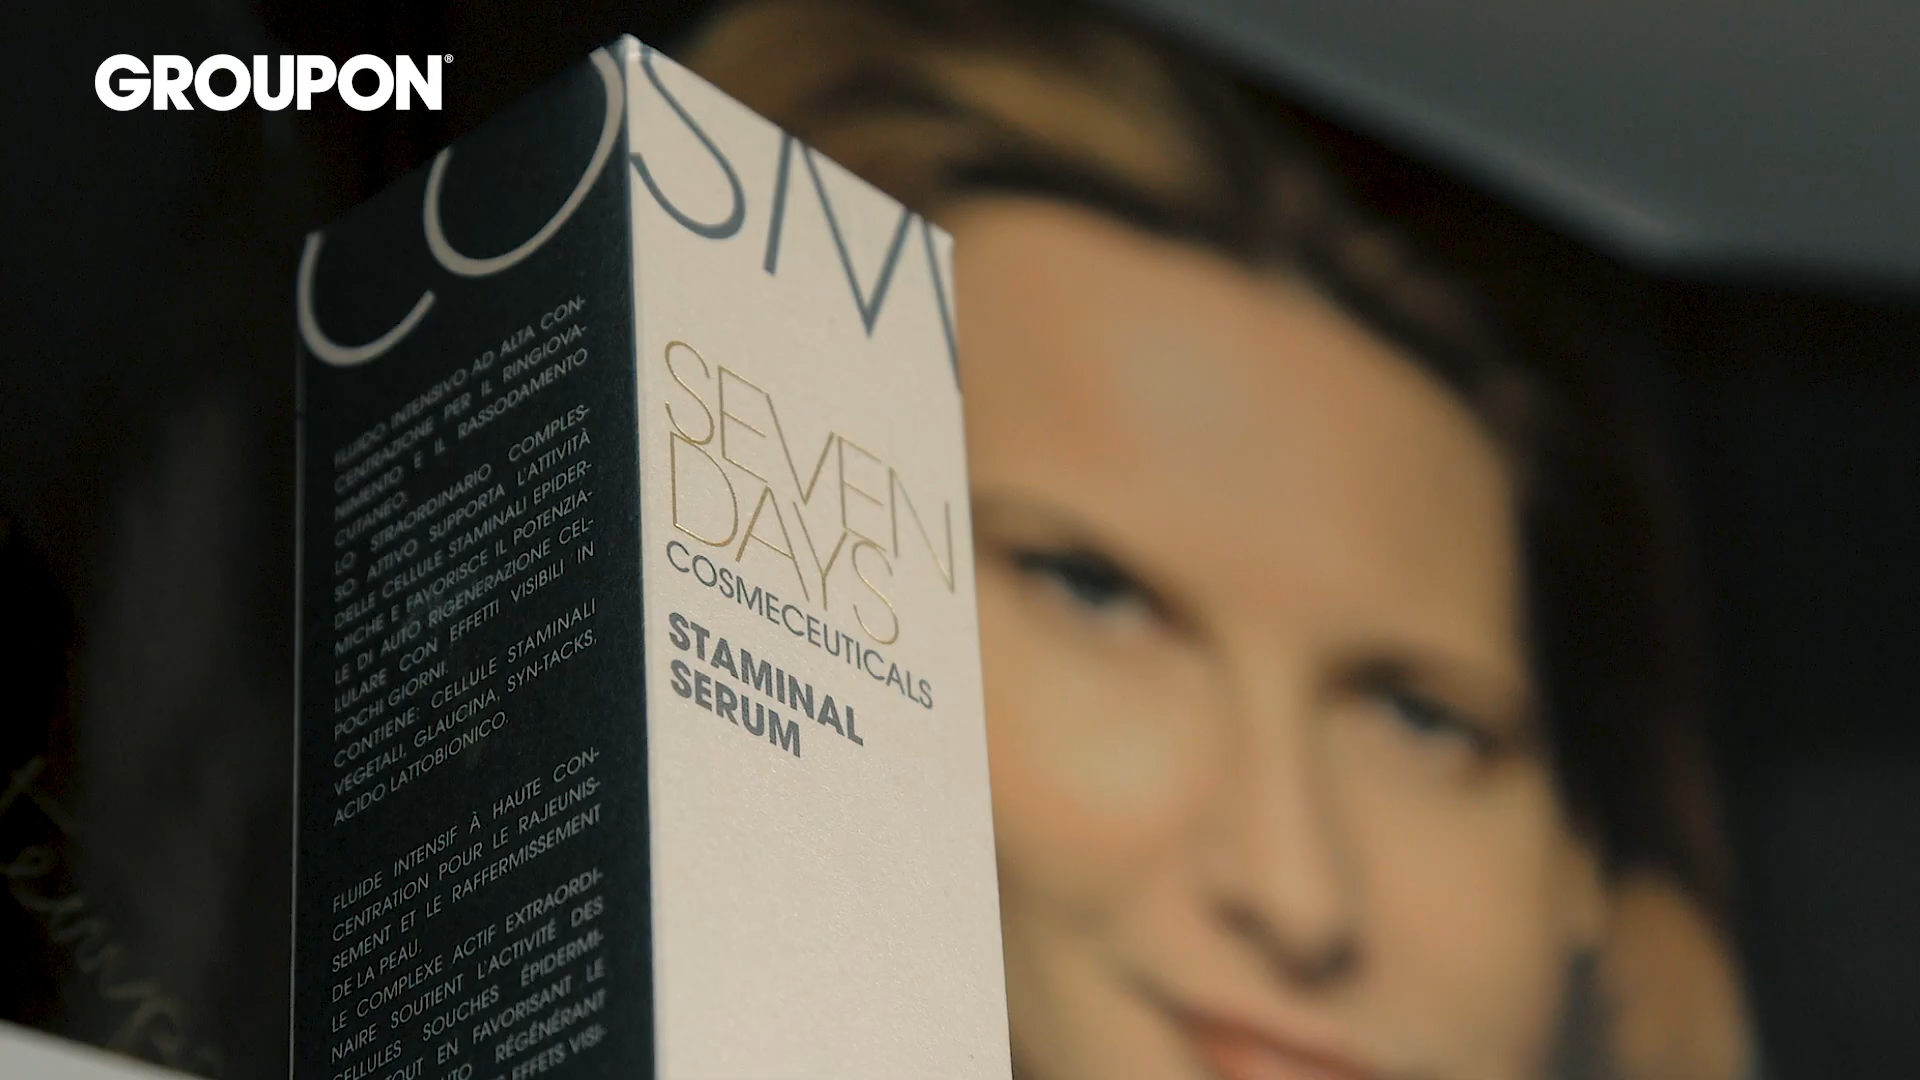 GROUPON®
COSM
FLUIDO INTENSIVO AD ALTA CON-
CENTRAZIONE PER IL RINGIOVA-
NIMENTO E IL RASSODAMENTO
CUTANEO.
LO STRAORDINARIO COMPLES-
SO ATTIVO SUPPORTA L'ATTIVITÀ
DELLE CELLULE STAMINALI EPIDER-
MICHE E FAVORISCE IL POTENZIA-
LE DI AUTO RIGENERAZIONE CEL-
LULARE CON EFFETTI VISIBILI IN
POCHI GIORNI.
CONTIENE: CELLULE STAMINALI
VEGETALI, GLAUCINA, SYN-TACKS,
ACIDO LATTOBIONICO.
FLUIDE INTENSIF À HAUTE CON-
CENTRATION POUR LE RAJEUNIS-
SEMENT ET LE RAFFERMISSEMENT
DE LA PEAU.
LE COMPLEXE ACTIF EXTRAORDI-
NAIRE SOUTIENT L'ACTIVITÉ DES
CELLULES SOUCHES ÉPIDERMI-
TOUT EN FAVORISANT LE
RÉGÉNÉRANT
EFFETS VISI-
SEVEN
DAYS
COSMECEUTICALS
STAMINAL
SERUM